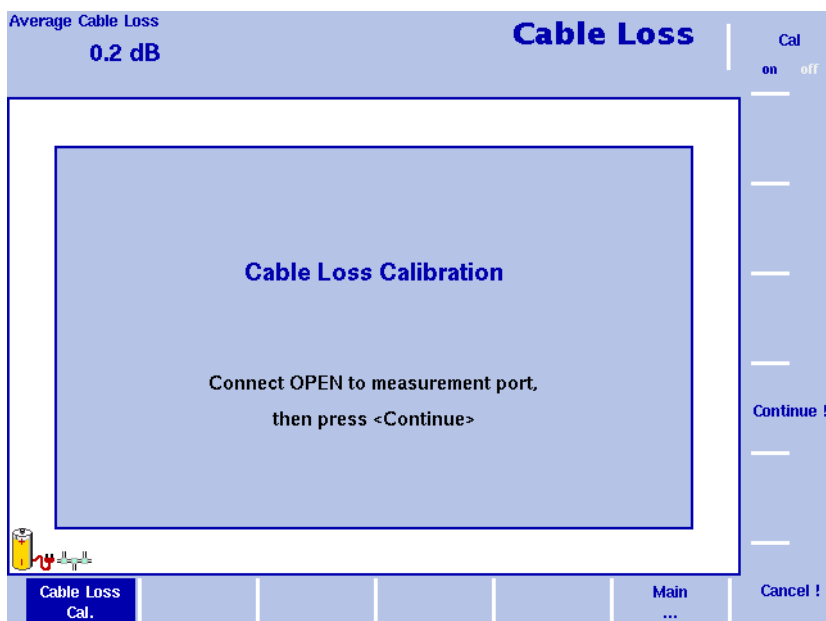 Average Cable Loss
0.2 dB
Cable Loss
Cal
on off
Cable Loss Calibration
Connect OPEN to measurement port,
then press <Continue>
Continue !
Cable Loss
Cal.
Main
...
Cancel !